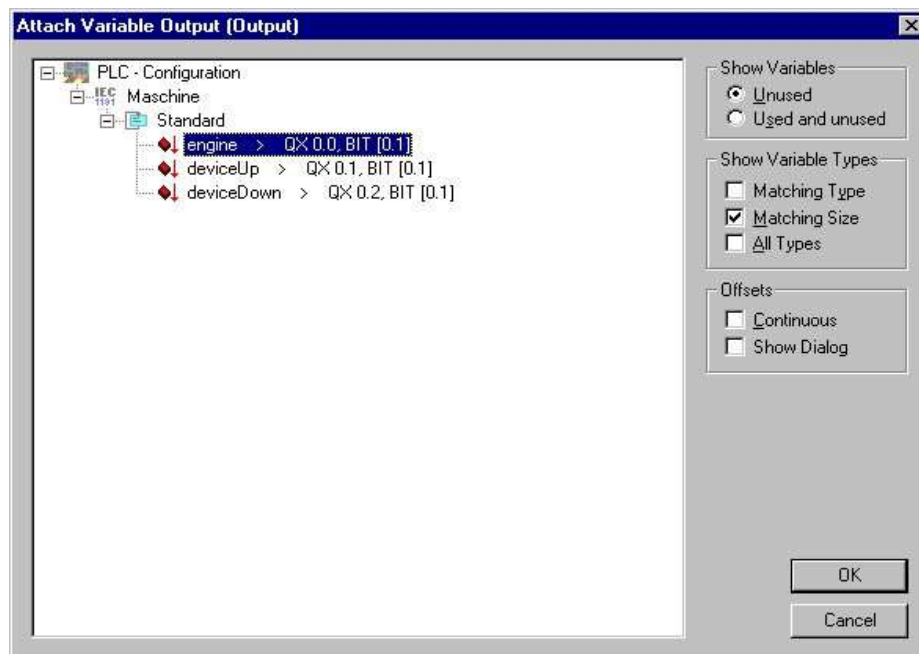 Attach Variable Output (Output)
PLC - Configuration
IEC
1131
Maschine
Standard
engine > QX 0.0, BIT [0.1]
deviceUp > QX 0.1, BIT [0.1]
deviceDown > QX 0.2, BIT [0.1]
Show Variables
Unused
Used and unused
Show Variable Types
Matching Type
Matching Size
All Types
Offsets
Continuous
Show Dialog
OK
Cancel